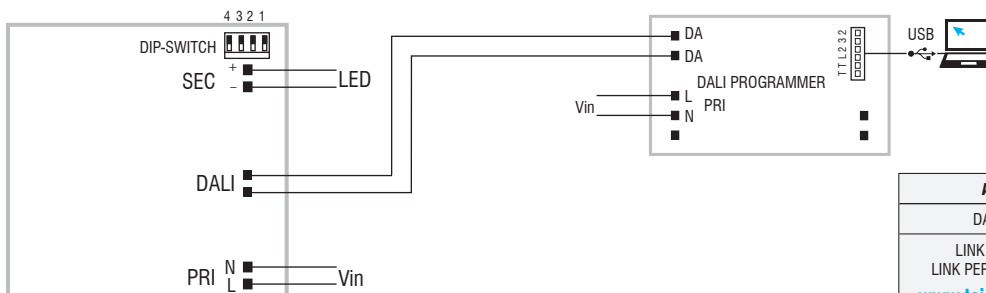 4 3 2 1
DIP-SWITCH
SEC
+
–
LED
DALI
PRI
N
L
Vin
DA
DA
DALI PROGRAMMER
L
PRI
N
Vin
TTL232
USB
LINK
LINK PER